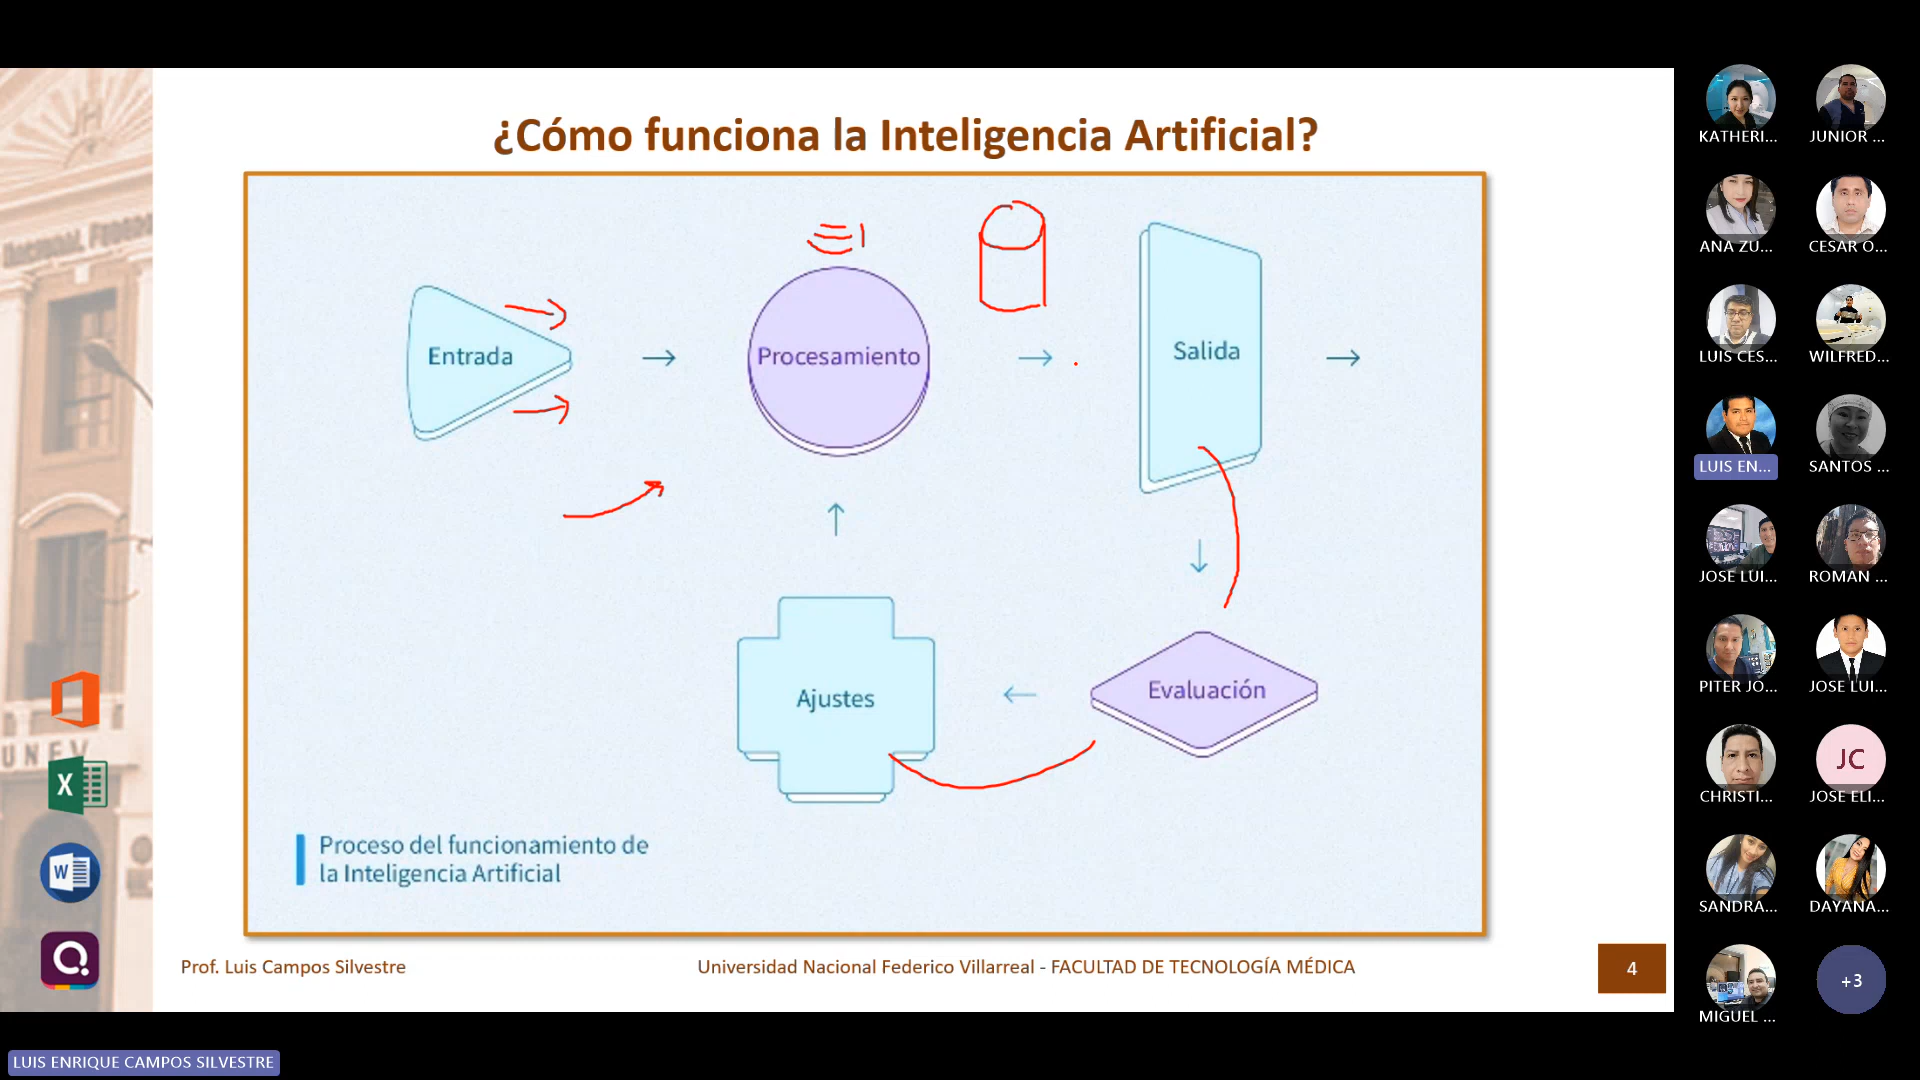 ¿Cómo funciona la Inteligencia Artificial?
Entrada
Procesamiento
Salida
Ajustes
Evaluación
Proceso del funcionamiento de
la Inteligencia Artificial
Prof. Luis Campos Silvestre
Universidad Nacional Federico Villarreal - FACULTAD DE TECNOLOGÍA MÉDICA
4
UNFV
X
W
KATHERI...
JUNIOR ...
ANA ZU...
CESAR O...
LUIS CES...
WILFRED...
LUIS EN...
SANTOS ...
JOSE LUI...
ROMAN ...
PITER JO...
JOSE LUI...
CHRISTI...
JC
JOSE ELI...
SANDRA...
DAYANA...
MIGUEL ...
+3
LUIS ENRIQUE CAMPOS SILVESTRE